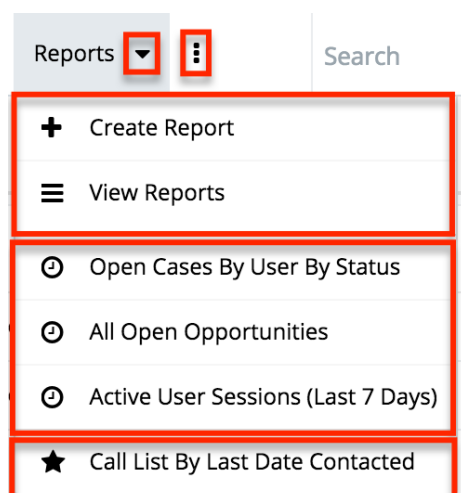 Reports Search
Create Report
View Reports
Open Cases By User By Status
All Open Opportunities
Active User Sessions (Last 7 Days)
Call List By Last Date Contacted